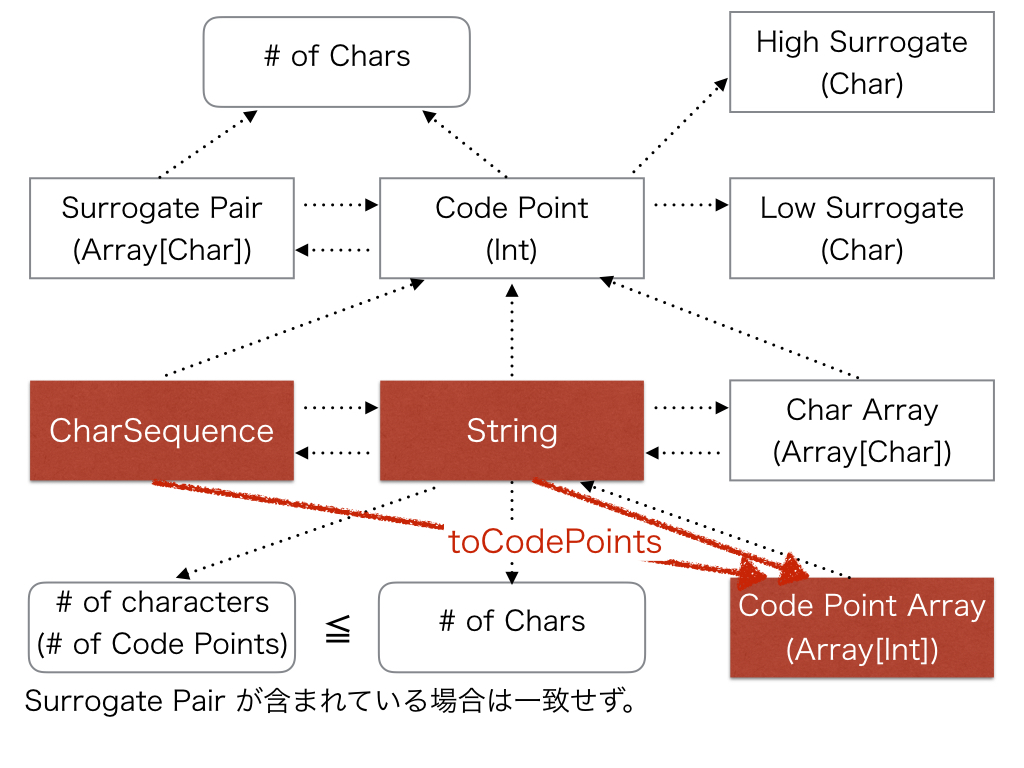 # of Chars
High Surrogate
(Char)
Surrogate Pair
(Array[Char])
Code Point
(Int)
Low Surrogate
(Char)
CharSequence
String
Char Array
(Array[Char])
toCodePoints
# of characters
(# of Code Points)
≦
# of Chars
Code Point Array
(Array[Int])
Surrogate Pair が含まれている場合は一致せず。